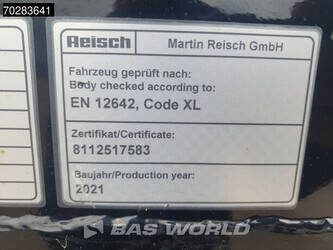 70283641
Reisch Martin Reisch GmbH
Fahrzeug geprüft nach:
Body checked according to:
EN 12642, Code XL
Zertifikat/Certificate:
8112517583
Baujahr/Production year:
2021
BAS WORLD